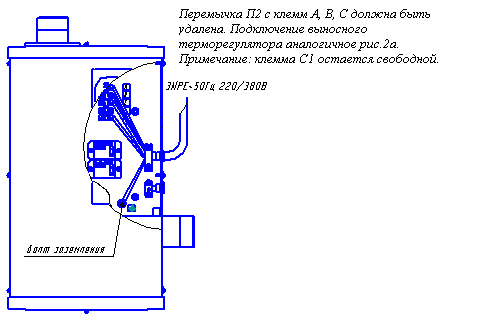 Перемычка П2 с клемм А, В, С должна быть
удалена. Подключение выносного
терморегулятора аналогичное рис.2а.
Примечание: клемма С1 остается свободной.
3NPE~50Гц 220/380В
болт заземления